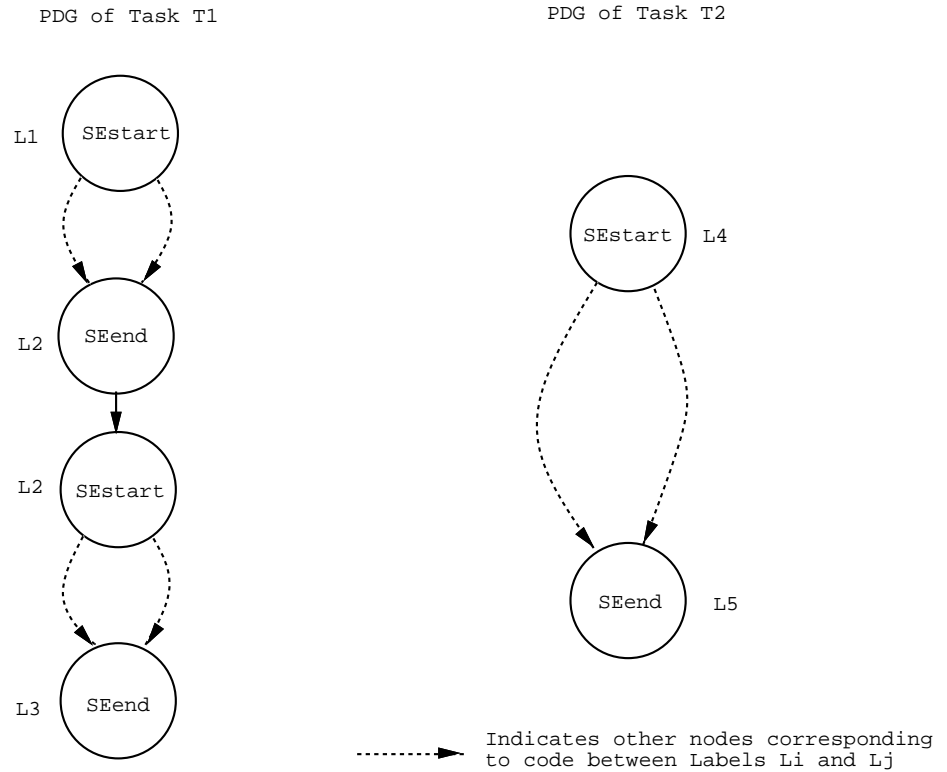 PDG of Task T1
PDG of Task T2
L1
SEstart
SEstart
L4
L2
SEend
L2
SEstart
SEend
L5
L3
SEend
Indicates other nodes corresponding
to code between Labels Li and Lj